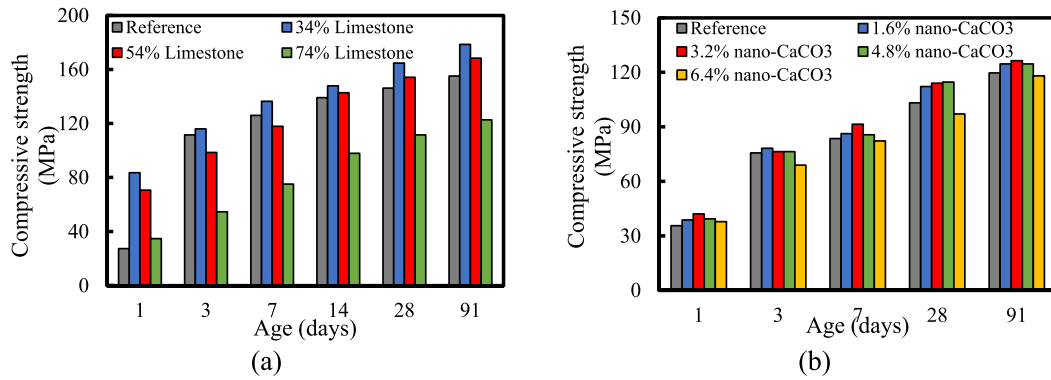 200
160
120
80
40
0
Compressive strength
(MPa)
Reference
34% Limestone
54% Limestone
74% Limestone
1 3 7 14 28 91
Age (days)
(a)
150
120
90
60
30
0
Compressive strength
(MPa)
Reference
1.6% nano-CaCO3
3.2% nano-CaCO3
4.8% nano-CaCO3
6.4% nano-CaCO3
1 3 7 28 91
Age (days)
(b)